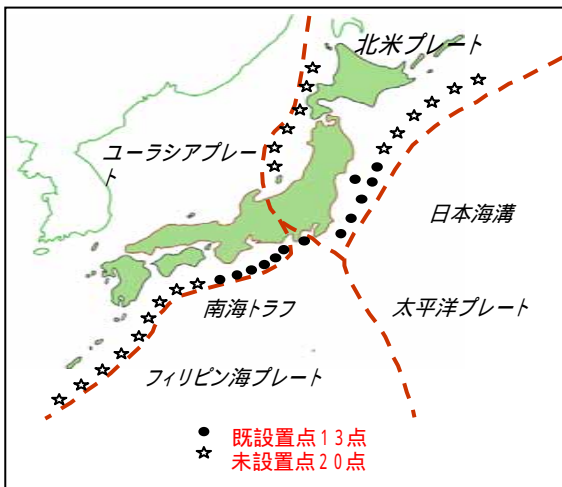 北米プレート
ユーラシアプレー
ト
日本海溝
南海トラフ
太平洋プレート
フィリピン海プレート
既設置点13点
未設置点20点